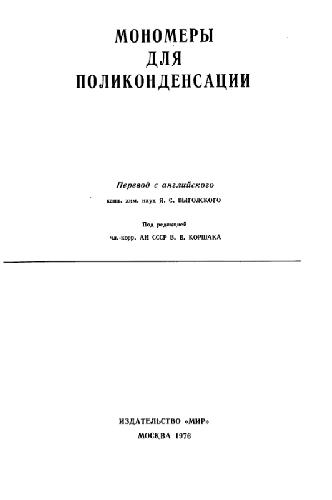 МОНОМЕРЫ
ДЛЯ
ПОЛИКОНДЕНСАЦИИ
Перевод с английского
канд. хим. наук Я. С. ВЫГОДСКОГО
Под редакцией
чл.-корр. АН СССР В. В. КОРШАКА
ИЗДАТЕЛЬСТВО «МИР»
МОСКВА 1976